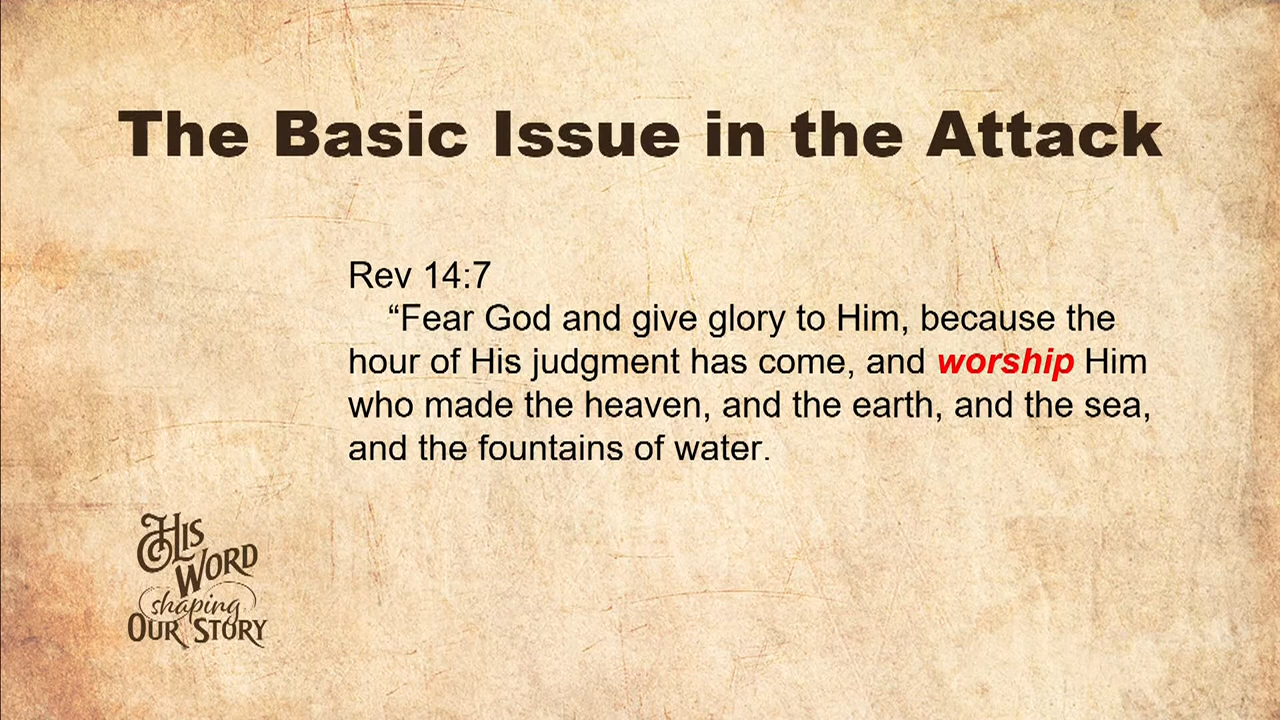 The Basic Issue in the Attack
Rev 14:7
“Fear God and give glory to Him, because the
hour of His judgment has come, and worship Him
who made the heaven, and the earth, and the sea,
and the fountains of water.
His
Word
shaping
Our Story